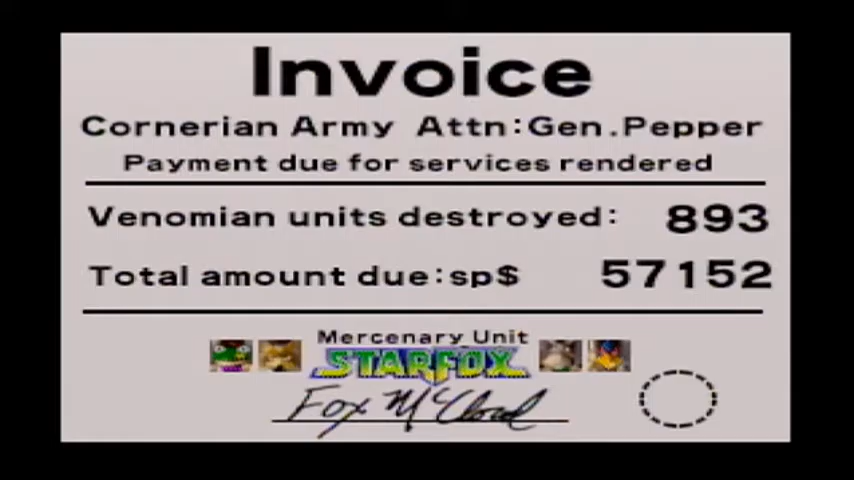 Invoice
Cornerian Army Attn:Gen.Pepper
Payment due for services rendered
Venomian units destroyed: 893
Total amount due:sp$ 57152
Mercenary Unit
STARFOX
Fox McCloud